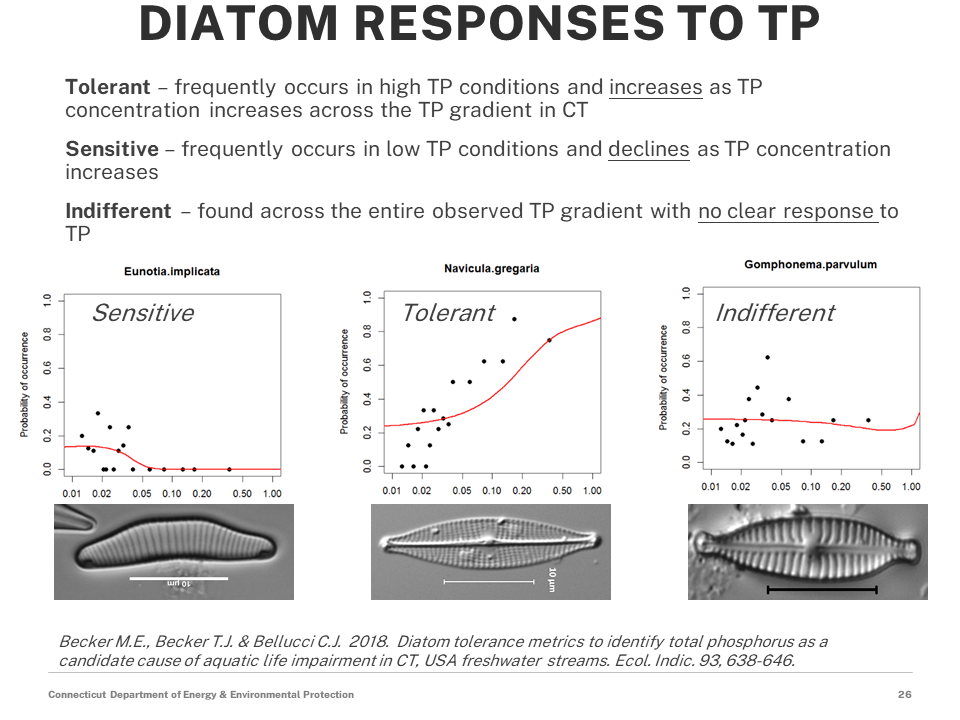 DIATOM RESPONSES TO TP
Tolerant – frequently occurs in high TP conditions and increases as TP
concentration increases across the TP gradient in CT
Sensitive – frequently occurs in low TP conditions and declines as TP concentration
increases
Indifferent – found across the entire observed TP gradient with no clear response to
TP
Eunotia.implicata
Sensitive
Probability of occurrence
1.0
0.8
0.6
0.4
0.2
0.0
0.01 0.02 0.05 0.10 0.20 0.50 1.00
10 µm
Navicula.gregaria
Tolerant
Probability of occurrence
1.0
0.8
0.6
0.4
0.2
0.0
0.01 0.02 0.05 0.10 0.20 0.50 1.00
10 µm
Gomphonema.parvulum
Indifferent
Probability of occurrence
1.0
0.8
0.6
0.4
0.2
0.0
0.01 0.02 0.05 0.10 0.20 0.50 1.00
Becker M.E., Becker T.J. & Bellucci C.J. 2018. Diatom tolerance metrics to identify total phosphorus as a
candidate cause of aquatic life impairment in CT, USA freshwater streams. Ecol. Indic. 93, 638-646.
Connecticut Department of Energy & Environmental Protection
26